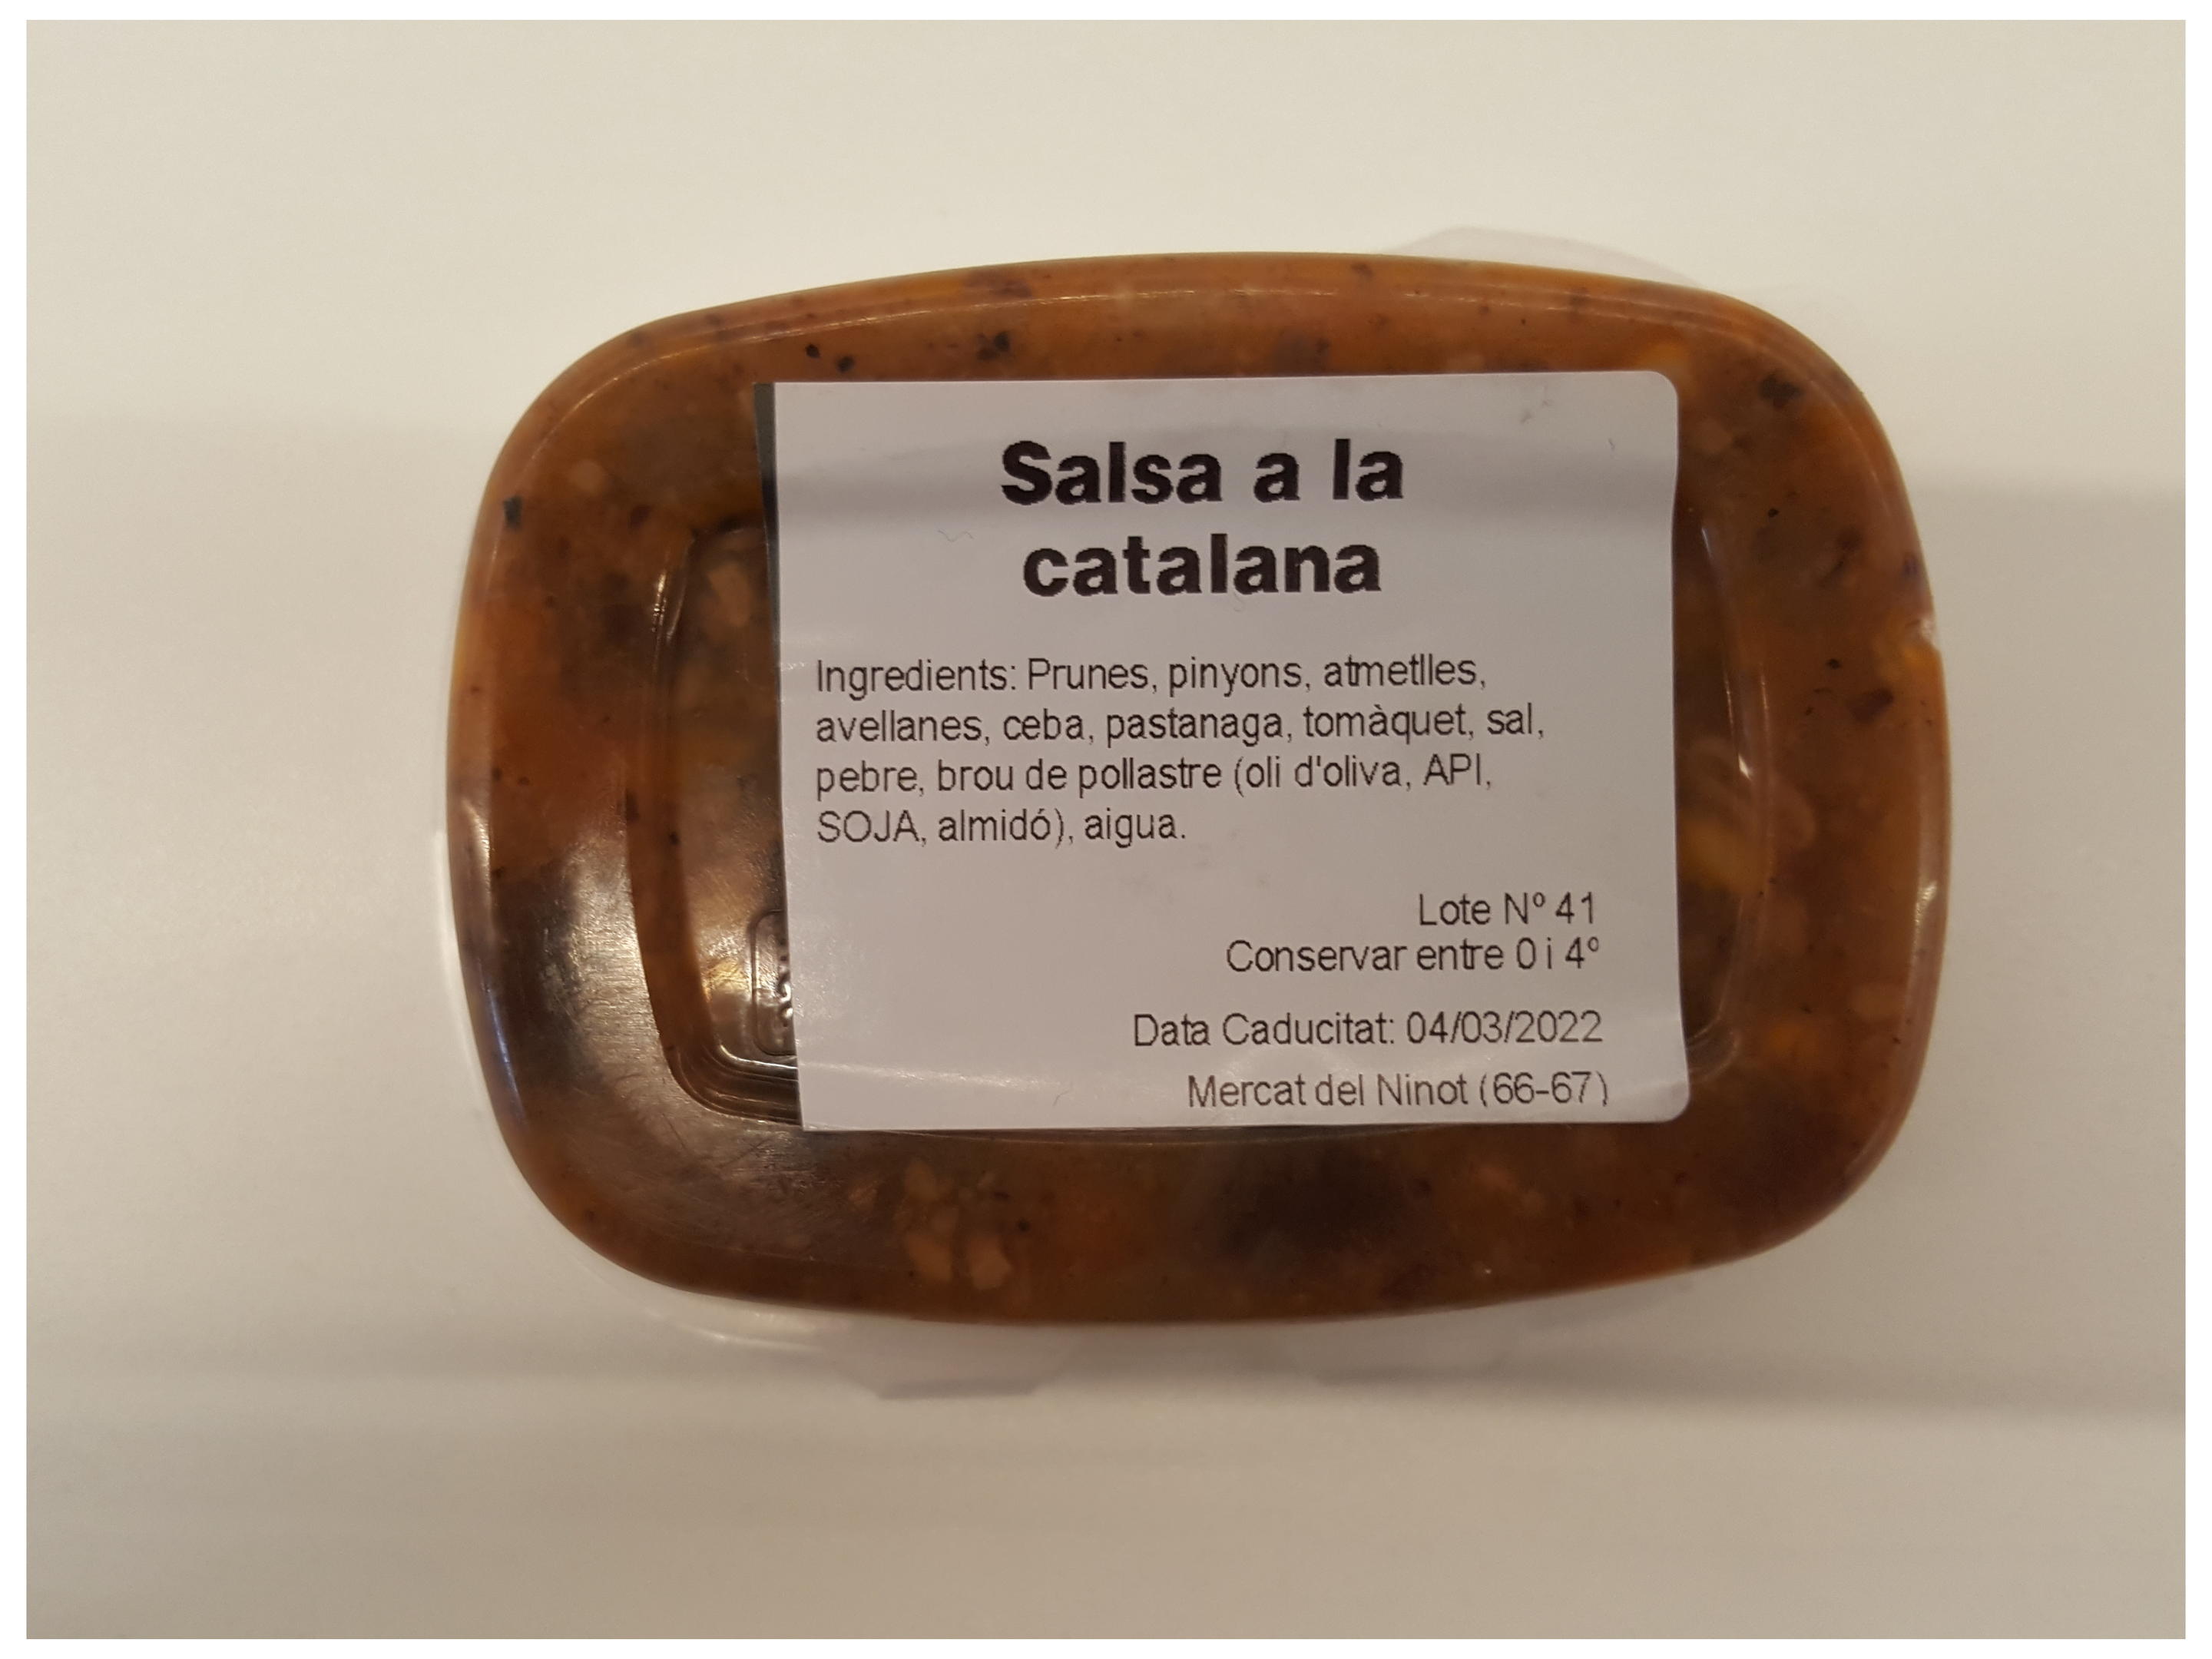 Salsa a la
catalana
Ingredients: Prunes, pinyons, atmetlles,
avellanes, ceba, pastanaga, tomàquet, sal,
pebre, brou de pollastre (oli d'oliva, API,
SOJA, almidó), aigua.
Lote Nº 41
Conservar entre 0 i 4º
Data Caducitat: 04/03/2022
Mercat del Ninot (66-67)